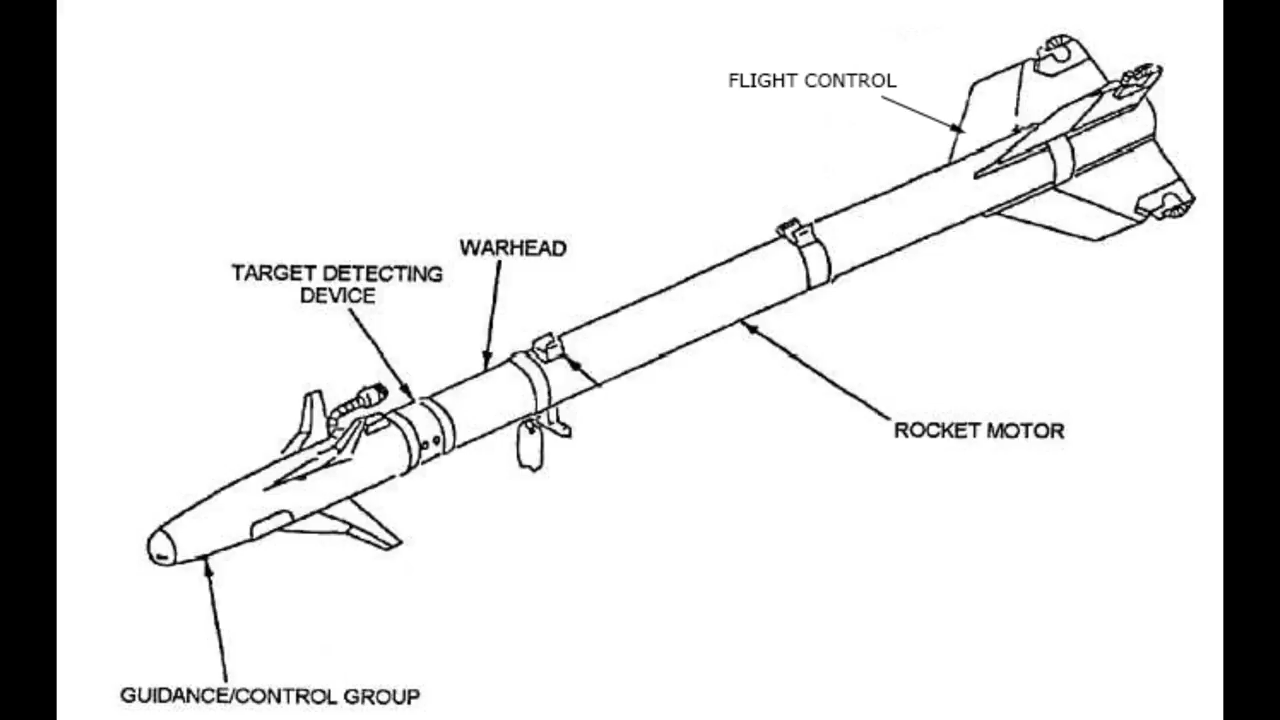 FLIGHT CONTROL
WARHEAD
TARGET DETECTING
DEVICE
ROCKET MOTOR
GUIDANCE/CONTROL GROUP